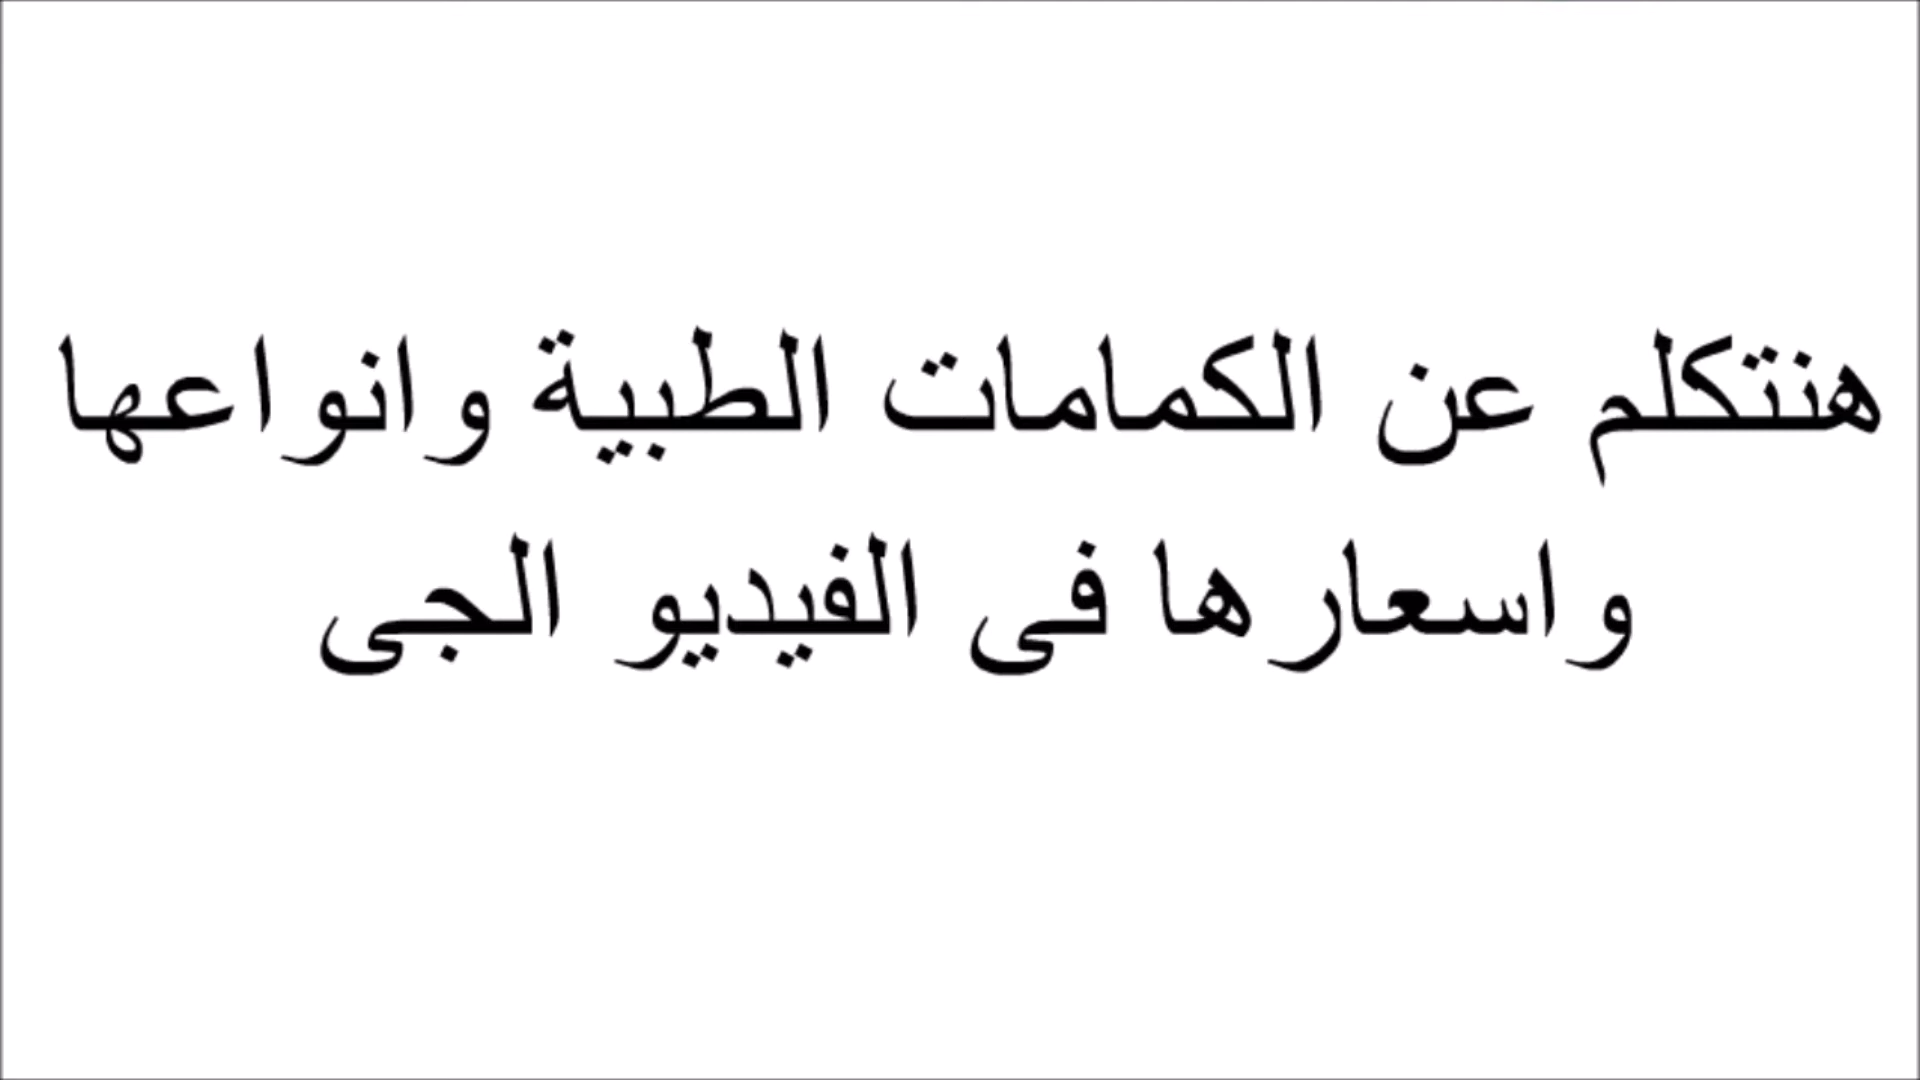 هنتكلم عن الكمامات الطبية وانواعها
واسعارها فى الفيديو الجى